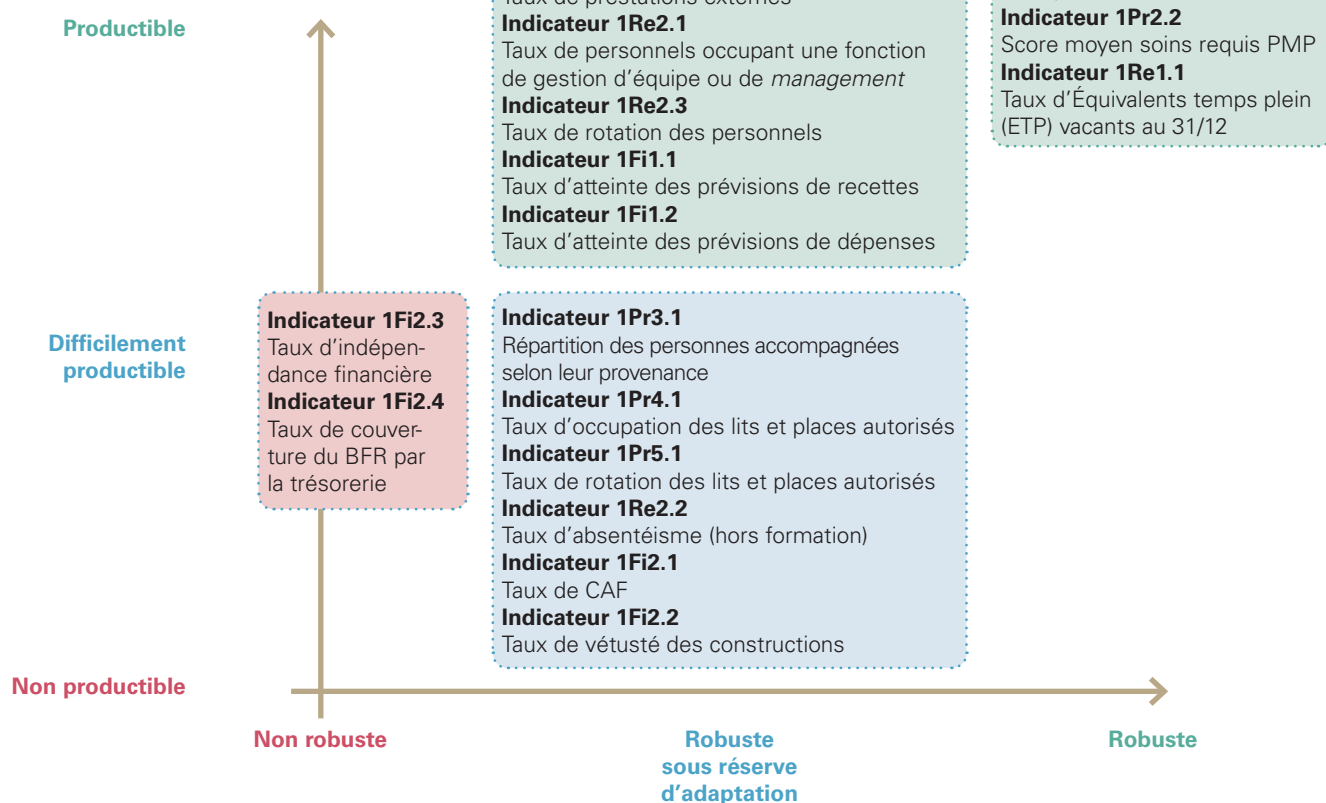 Productible
Taux de prestations externes
Indicateur 1Re2.1
Taux de personnels occupant une fonction
de gestion d'équipe ou de management
Indicateur 1Re2.3
Taux de rotation des personnels
Indicateur 1Fi1.1
Taux d'atteinte des prévisions de recettes
Indicateur 1Fi1.2
Taux d'atteinte des prévisions de dépenses
Indicateur 1Pr2.2
Score moyen soins requis PMP
Indicateur 1Re1.1
Taux d'Équivalents temps plein
(ETP) vacants au 31/12
Difficilement
productible
Indicateur 1Fi2.3
Taux d'indépen-
dance financière
Indicateur 1Fi2.4
Taux de couver-
ture du BFR par
la trésorerie
Indicateur 1Pr3.1
Répartition des personnes accompagnées
selon leur provenance
Indicateur 1Pr4.1
Taux d'occupation des lits et places autorisés
Indicateur 1Pr5.1
Taux de rotation des lits et places autorisés
Indicateur 1Re2.2
Taux d'absentéisme (hors formation)
Indicateur 1Fi2.1
Taux de CAF
Indicateur 1Fi2.2
Taux de vétusté des constructions
Non productible
Non robuste
Robuste
sous réserve
d'adaptation
Robuste